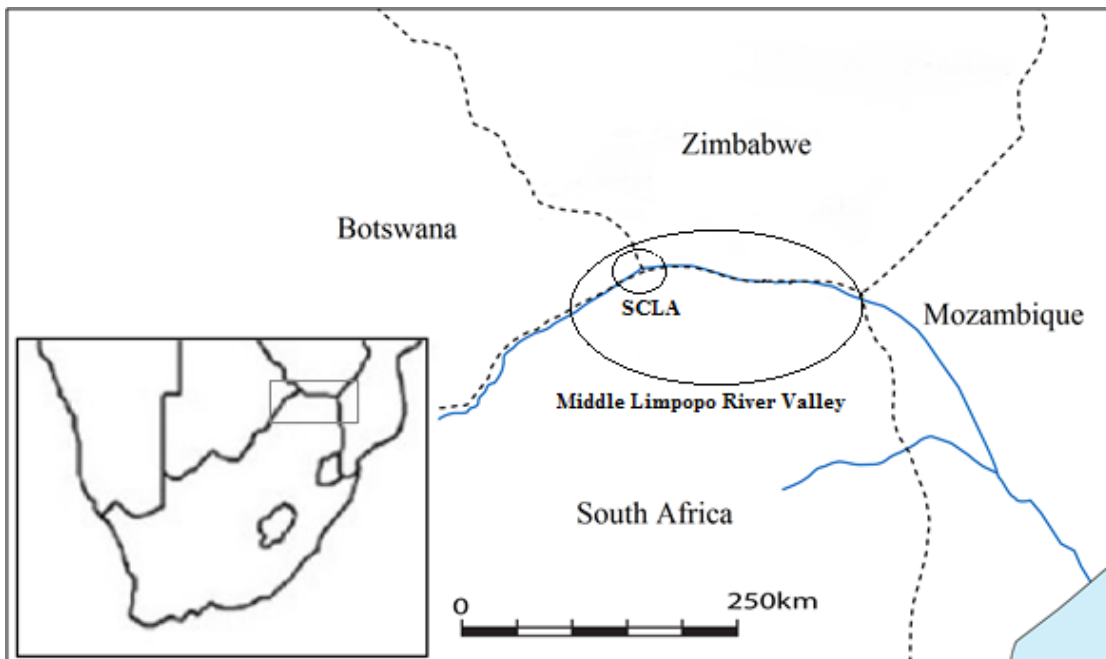 Zimbabwe
Botswana
SCLA
Mozambique
Middle Limpopo River Valley
South Africa
0 250km